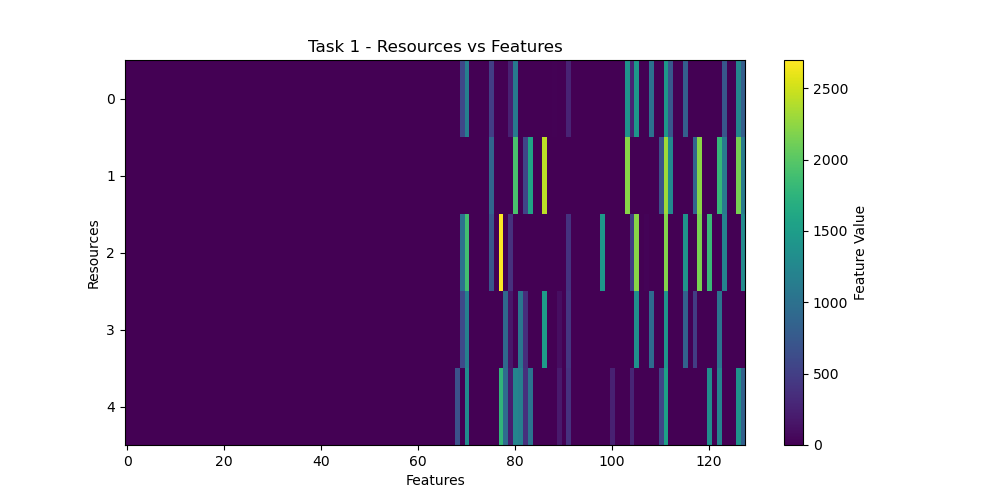 Task 1 - Resources vs Features
0
1
2
3
4
Resources
0 20 40 60 80 100 120
Features
2500
2000
1500
1000
500
0
Feature Value